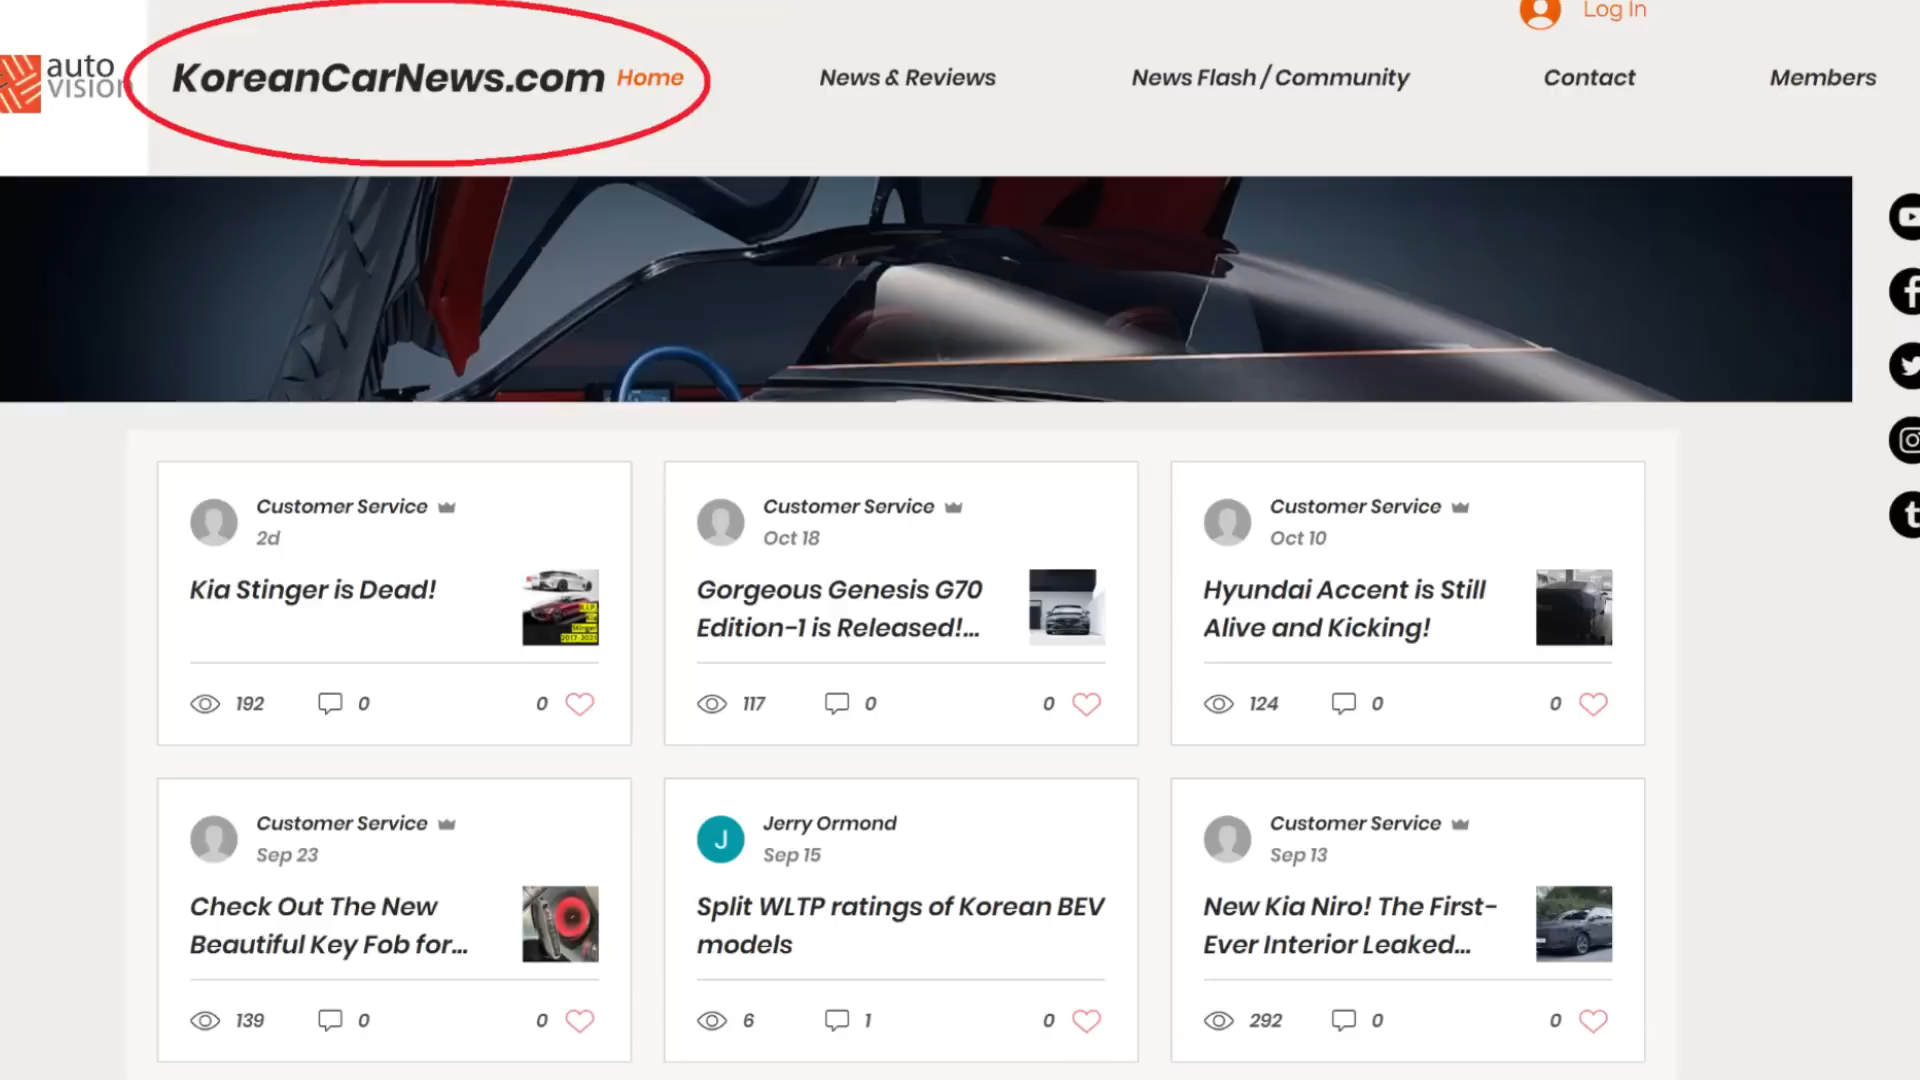 Log In
auto
vision
KoreanCarNews.com
Home
News & Reviews
News Flash / Community
Contact
Members
Customer Service
2d
Kia Stinger is Dead!
192
0
0
Customer Service
Oct 18
Gorgeous Genesis G70
Edition-1 is Released!...
117
0
0
Customer Service
Oct 10
Hyundai Accent is Still
Alive and Kicking!
124
0
0
Customer Service
Sep 23
Check Out The New
Beautiful Key Fob for...
139
0
0
J
Jerry Ormond
Sep 15
Split WLTP ratings of Korean BEV
models
6
1
0
Customer Service
Sep 13
New Kia Niro! The First-
Ever Interior Leaked...
292
0
0